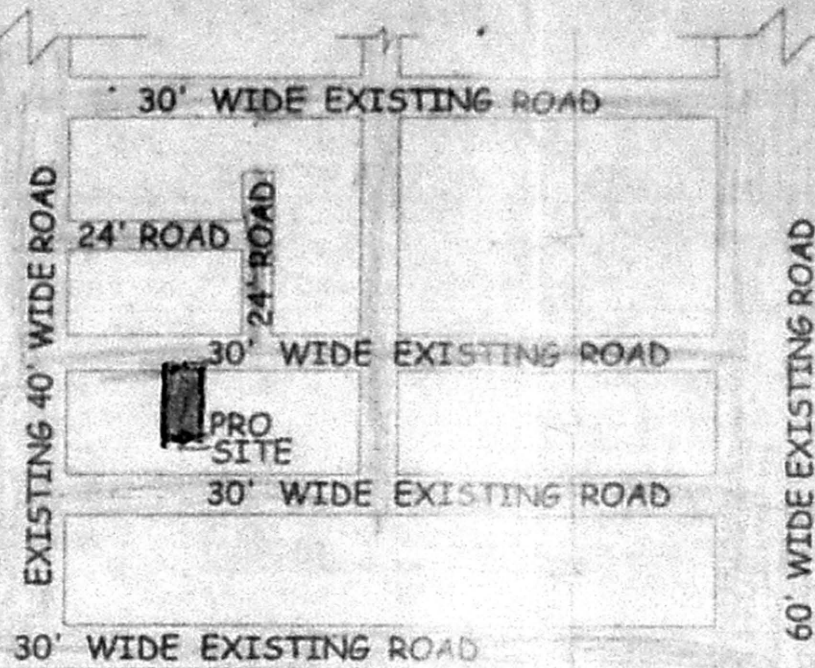 30' WIDE EXISTING ROAD
EXISTING 40' WIDE ROAD
24' ROAD
24' ROAD
60' WIDE EXISTING ROAD
30' WIDE EXISTING ROAD
PRO
SITE
30' WIDE EXISTING ROAD
30' WIDE EXISTING ROAD